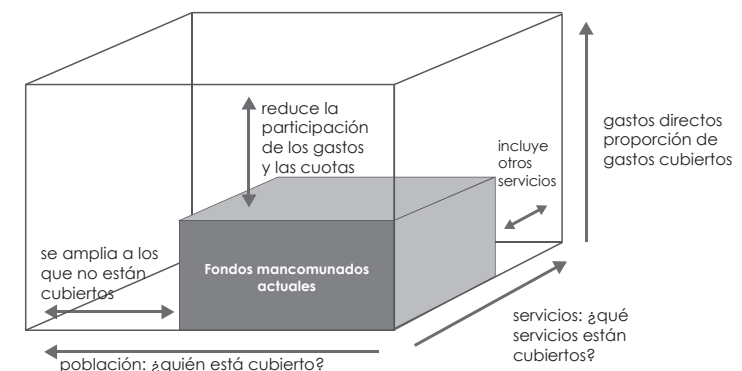 reduce la
participación
de los gastos
y las cuotas
incluye
otros
servicios
gastos directos
proporción de
gastos cubiertos
se amplia a los
que no están
cubiertos
Fondos mancomunados
actuales
servicios: ¿qué
servicios están
cubiertos?
población: ¿quién está cubierto?